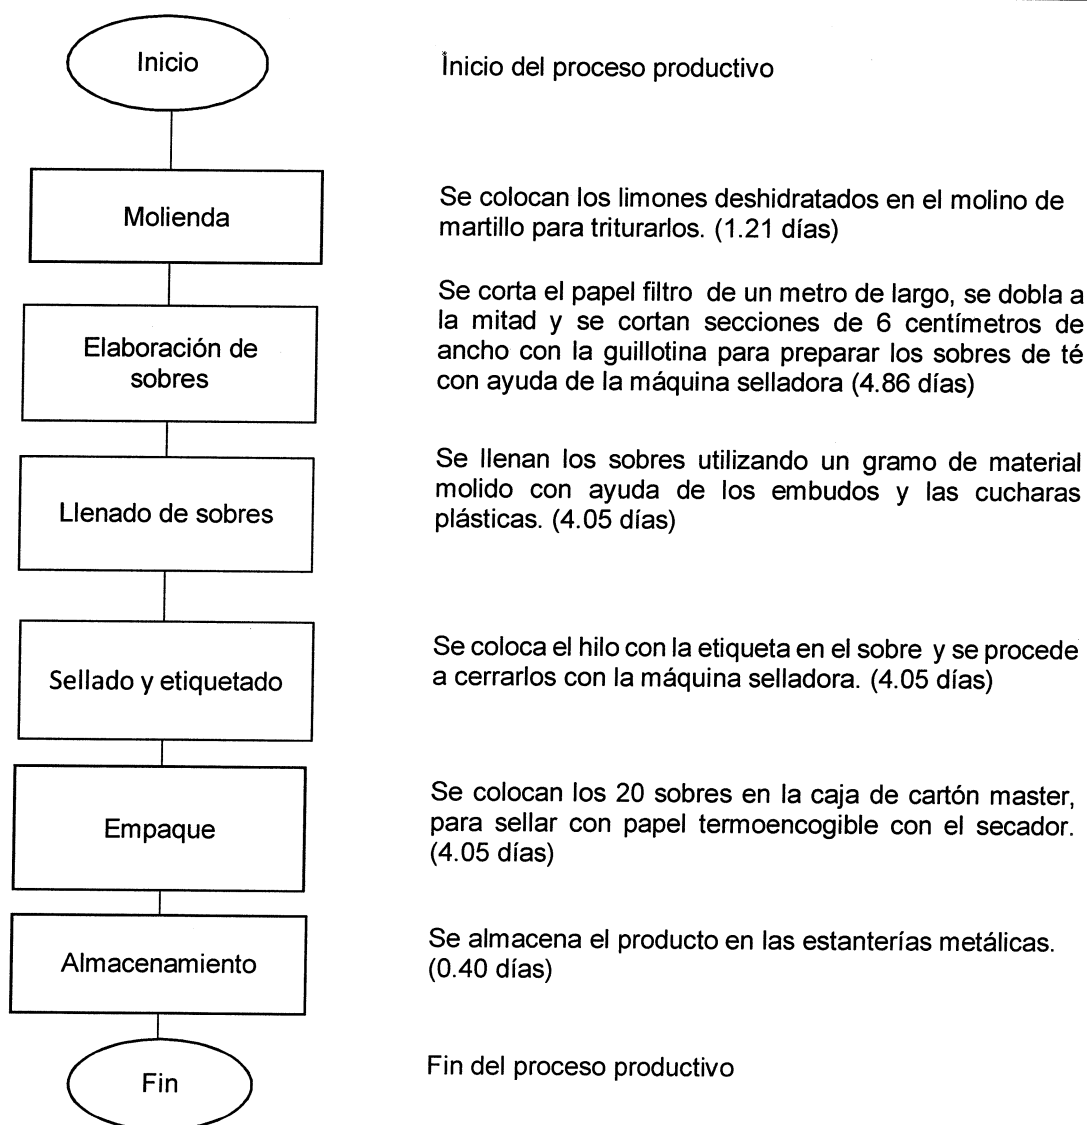 Inicio
Inicio del proceso productivo
Molienda
Se colocan los limones deshidratados en el molino de
martillo para triturarlos. (1.21 días)
Elaboración de
sobres
Se corta el papel filtro de un metro de largo, se dobla a
la mitad y se cortan secciones de 6 centímetros de
ancho con la guillotina para preparar los sobres de té
con ayuda de la máquina selladora (4.86 días)
Llenado de sobres
Se llenan los sobres utilizando un gramo de material
molido con ayuda de los embudos y las cucharas
plásticas. (4.05 días)
Sellado y etiquetado
Se coloca el hilo con la etiqueta en el sobre y se procede
a cerrarlos con la máquina selladora. (4.05 días)
Empaque
Se colocan los 20 sobres en la caja de cartón master,
para sellar con papel termoencogible con el secador.
(4.05 días)
Almacenamiento
Se almacena el producto en las estanterías metálicas.
(0.40 días)
Fin
Fin del proceso productivo